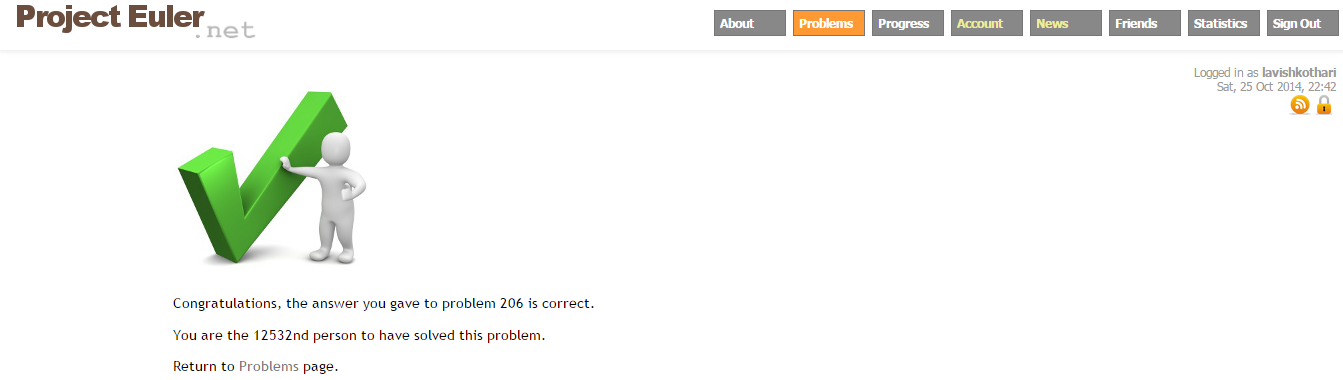 Project Euler
.net
About Problems Progress Account News Friends Statistics Sign Out
Logged in as lavishkothari
Sat, 25 Oct 2014, 22:42
Congratulations, the answer you gave to problem 206 is correct.
You are the 12532nd person to have solved this problem.
Return to Problems page.